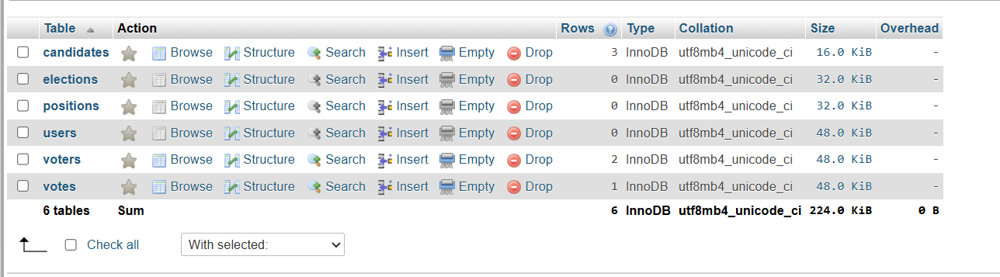 Table Action Rows Type Collation Size Overhead
candidates Browse Structure Search Insert Empty Drop 3 InnoDB utf8mb4_unicode_ci 16.0 KiB -
elections Browse Structure Search Insert Empty Drop 0 InnoDB utf8mb4_unicode_ci 32.0 KiB -
positions Browse Structure Search Insert Empty Drop 0 InnoDB utf8mb4_unicode_ci 32.0 KiB -
users Browse Structure Search Insert Empty Drop 0 InnoDB utf8mb4_unicode_ci 48.0 KiB -
voters Browse Structure Search Insert Empty Drop 2 InnoDB utf8mb4_unicode_ci 48.0 KiB -
votes Browse Structure Search Insert Empty Drop 1 InnoDB utf8mb4_unicode_ci 48.0 KiB -
6 tables Sum 6 InnoDB utf8mb4_unicode_ci 224.0 KiB 0 B
Check all With selected: